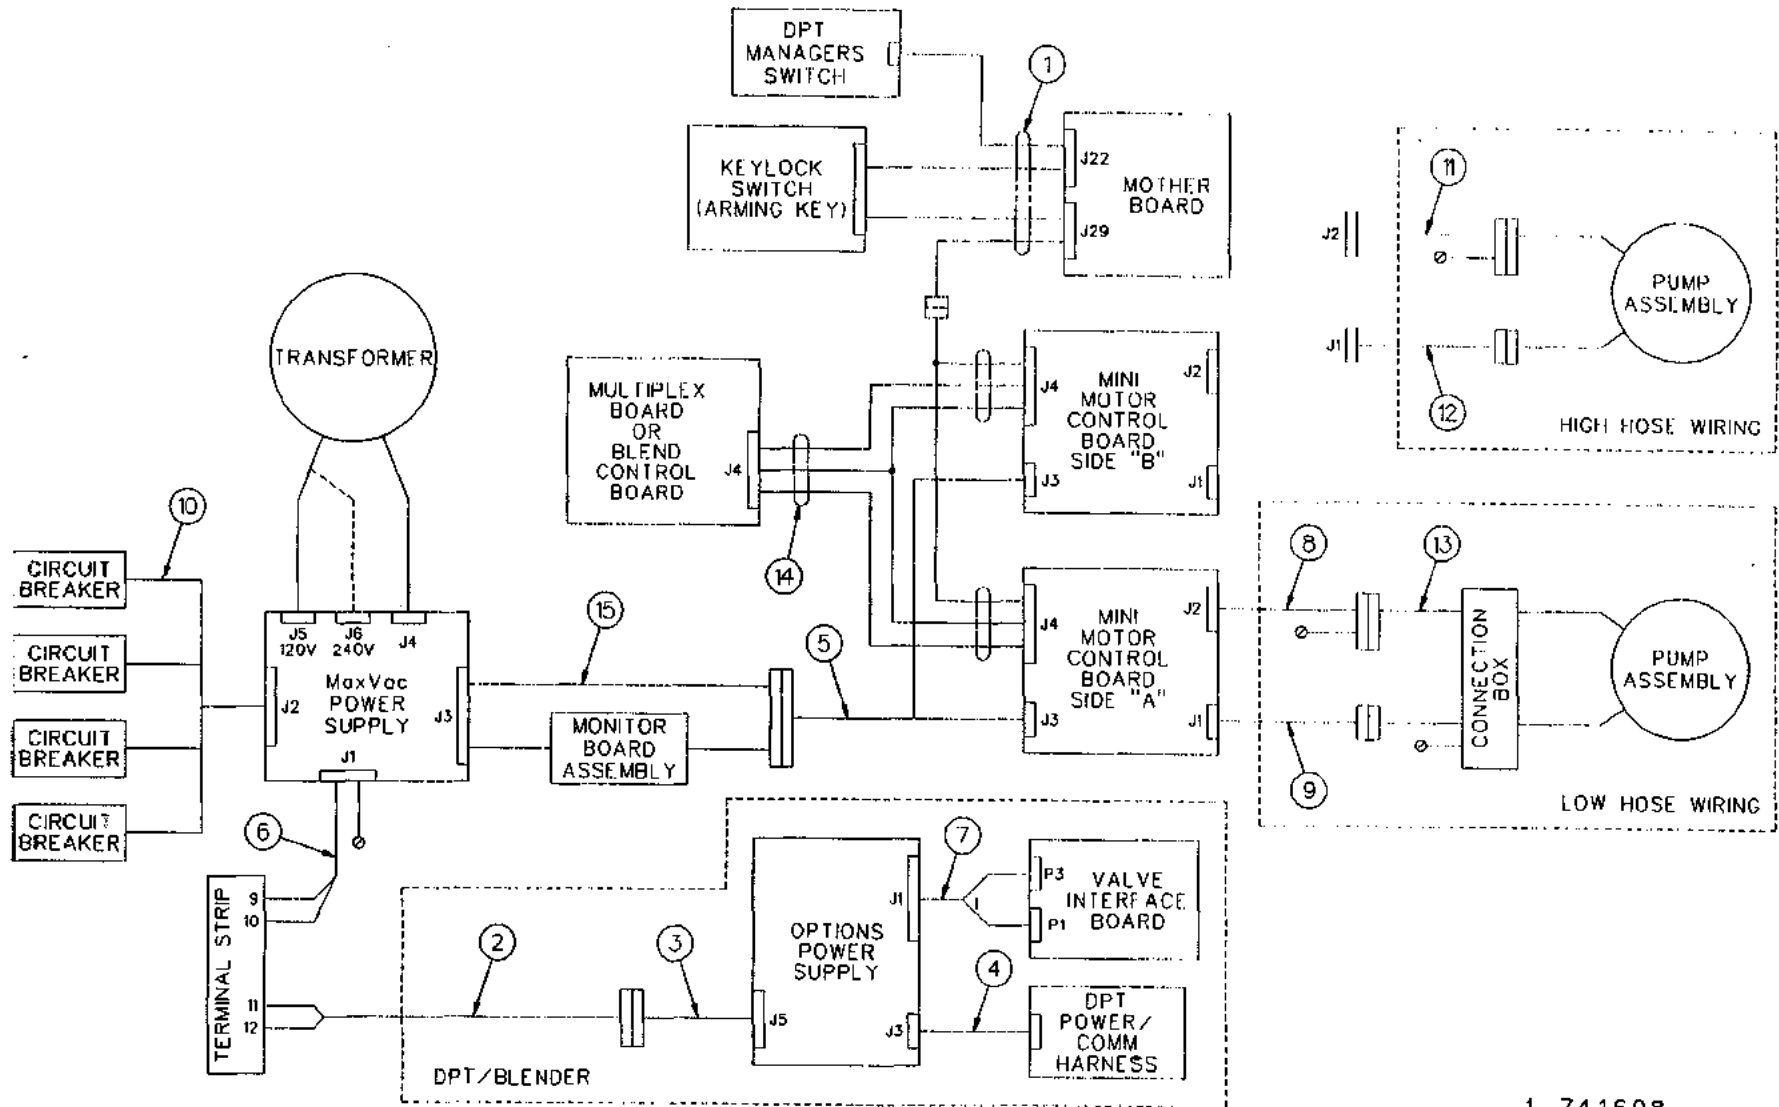 DPT
MANAGERS
SWITCH
1
KEYLOCK
SWITCH
(ARMING KEY)
J22
MOTHER
BOARD
J29
11
J2
PUMP
ASSEMBLY
J1
12
HIGH HOSE WIRING
TRANSFORMER
MULTIPLEX
BOARD
OR
BLEND
CONTROL
BOARD
J4
14
J4
MINI
MOTOR
CONTROL
BOARD
SIDE "B"
J2
J3
J1
10
CIRCUIT
BREAKER
CIRCUIT
BREAKER
CIRCUIT
BREAKER
CIRCUIT
BREAKER
J5
120V
J6
240V
J4
J2
MaxVac
POWER
SUPPLY
J3
J1
15
MONITOR
BOARD
ASSEMBLY
5
J4
MINI
MOTOR
CONTROL
BOARD
SIDE "A"
J2
J3
J1
8
13
CONNECTION
BOX
PUMP
ASSEMBLY
9
LOW HOSE WIRING
6
TERMINAL STRIP
9
10
11
12
2
3
J5
OPTIONS
POWER
SUPPLY
J1
J3
7
P3
P1
VALVE
INTERFACE
BOARD
4
DPT
POWER/
COMM
HARNESS
DPT/BLENDER